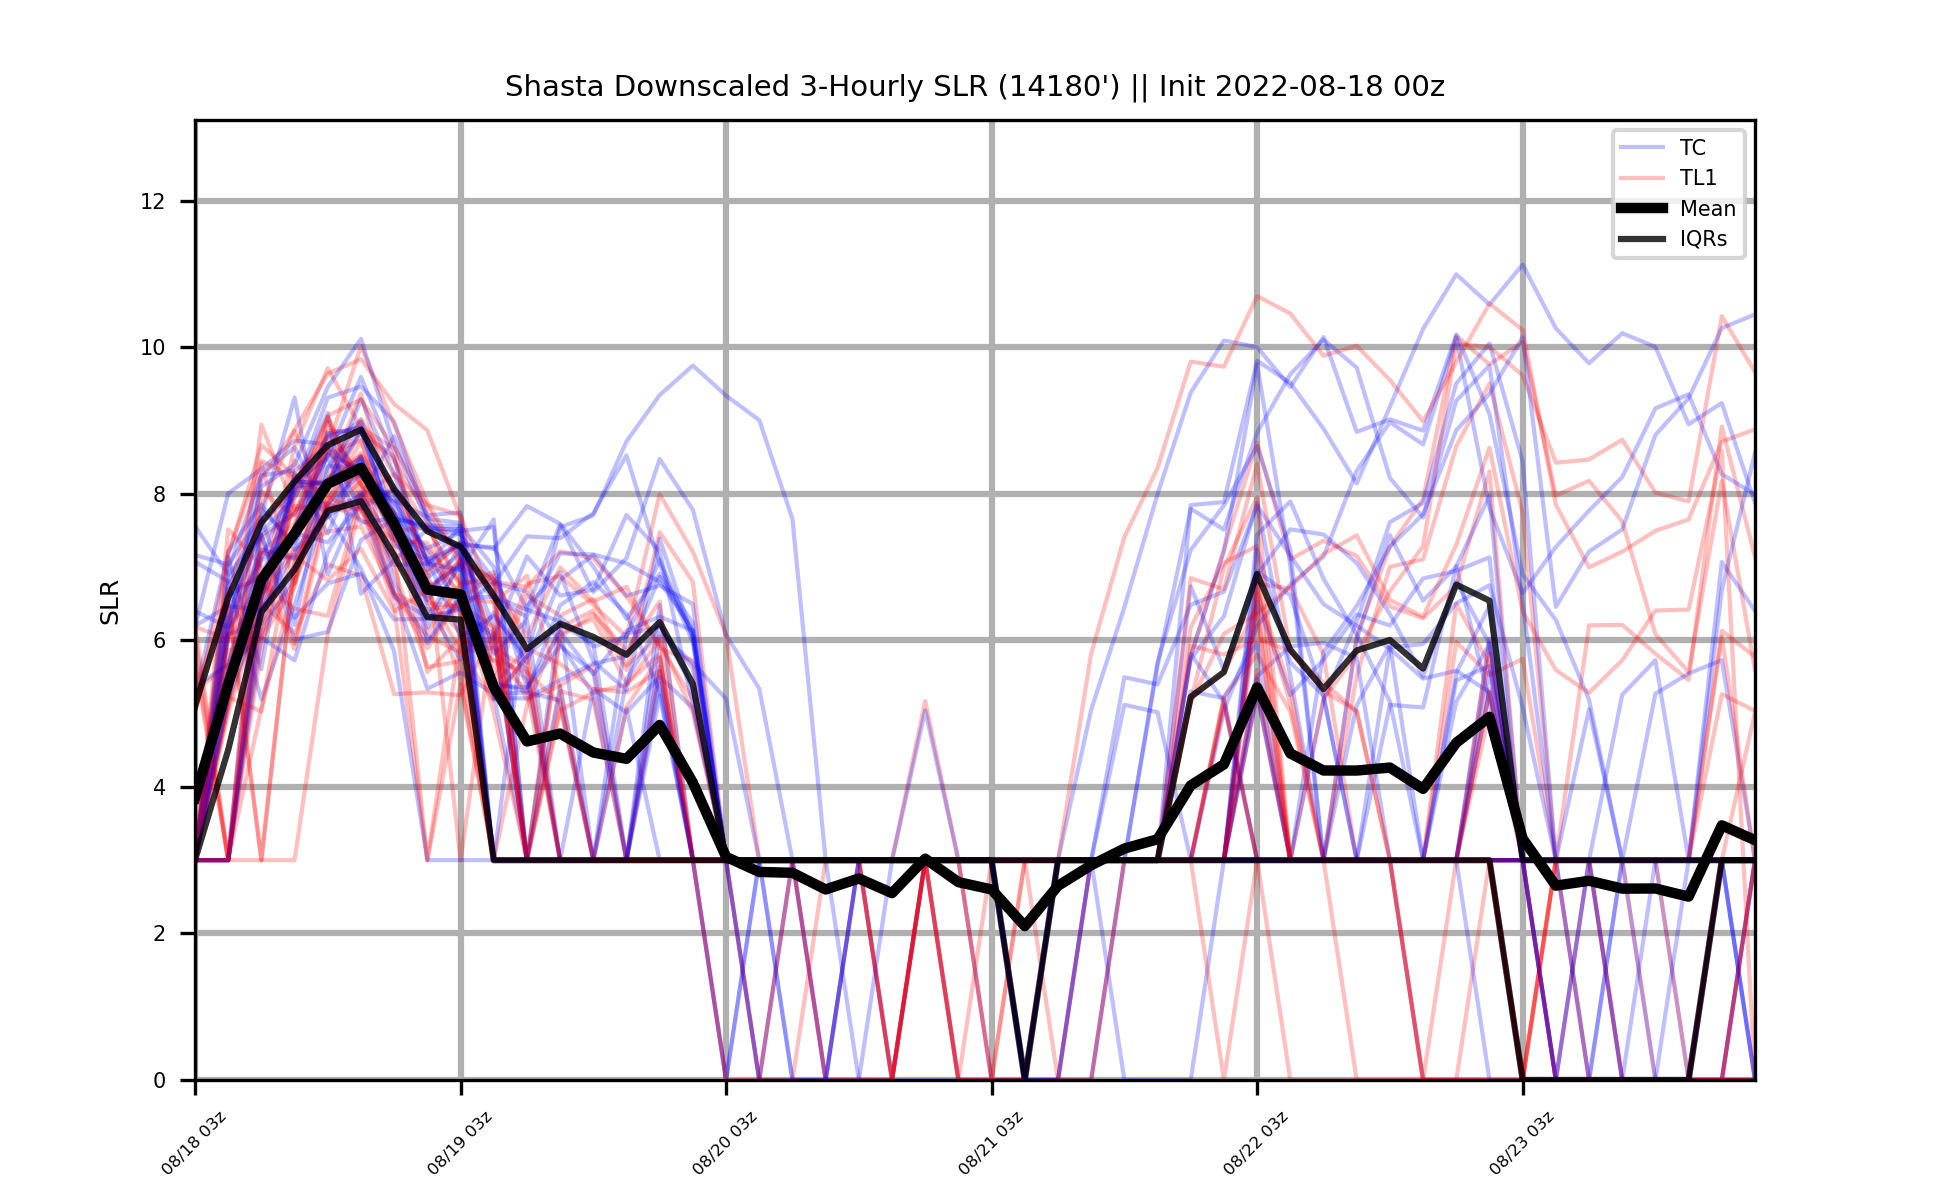 Shasta Downscaled 3-Hourly SLR (14180') || Init 2022-08-18 00z
TC
TL1
Mean
IQRs
SLR
12
10
8
6
4
2
0
08/18 03z
08/19 03z
08/20 03z
08/21 03z
08/22 03z
08/23 03z